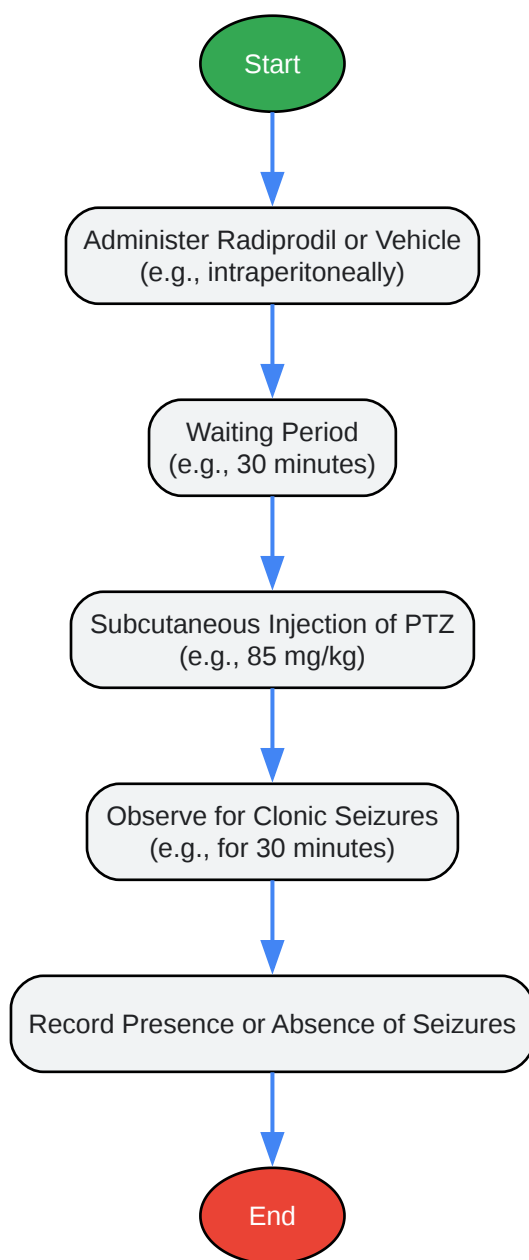 Start
Administer Radiprodil or Vehicle
(e.g., intraperitoneally)
Waiting Period
(e.g., 30 minutes)
Subcutaneous Injection of PTZ
(e.g., 85 mg/kg)
Observe for Clonic Seizures
(e.g., for 30 minutes)
Record Presence or Absence of Seizures
End